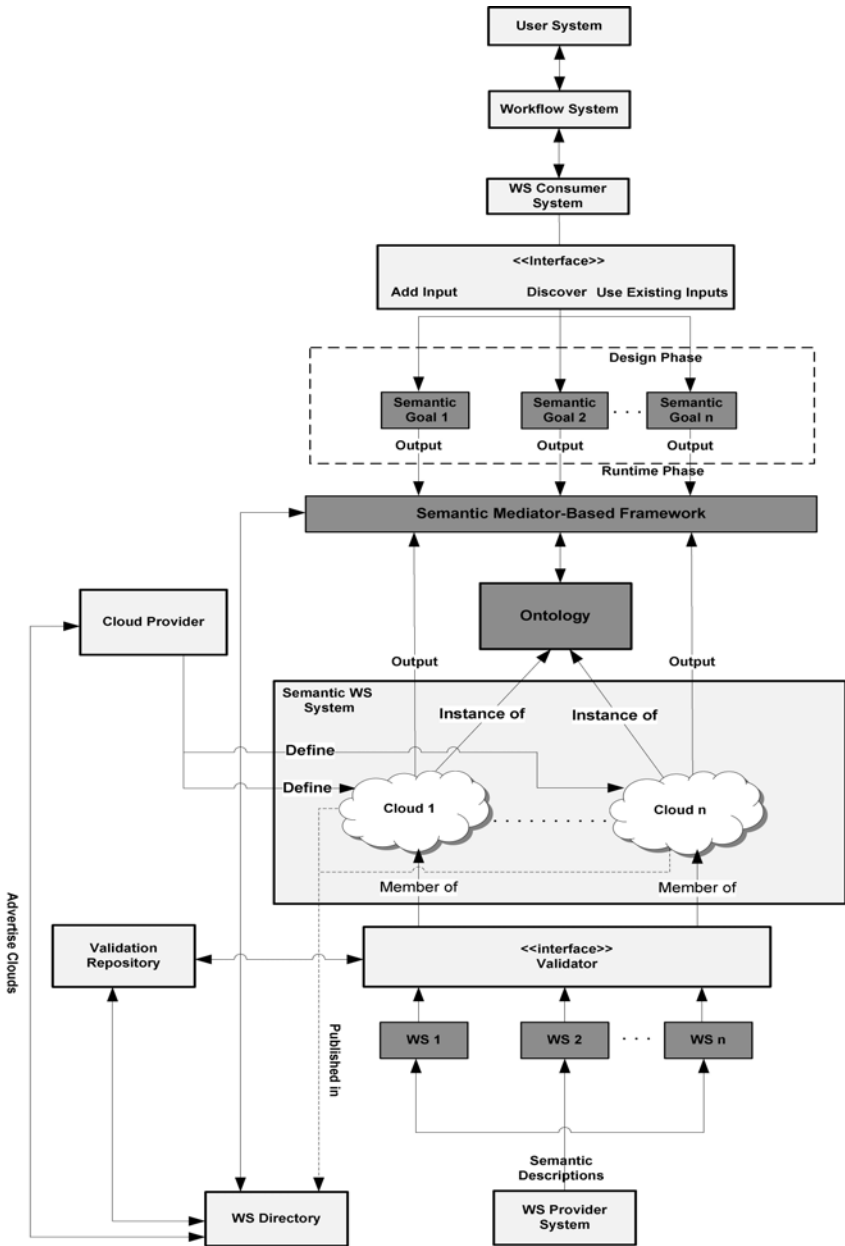 User System
Workflow System
WS Consumer
System
<<Interface>>
Add Input
Discover
Use Existing Inputs
Design Phase
Semantic
Goal 1
Semantic
Goal 2
. . .
Semantic
Goal n
Output
Output
Output
Runtime Phase
Semantic Mediator-Based Framework
Cloud Provider
Ontology
Output
Output
Semantic WS
System
Instance of
Instance of
Define
Define
Cloud 1
. . . . . . . . . .
Cloud n
Member of
Member of
Advertise Clouds
Validation
Repository
<<interface>>
Validator
Published in
WS 1
WS 2
. . .
WS n
Semantic
Descriptions
WS Directory
WS Provider
System